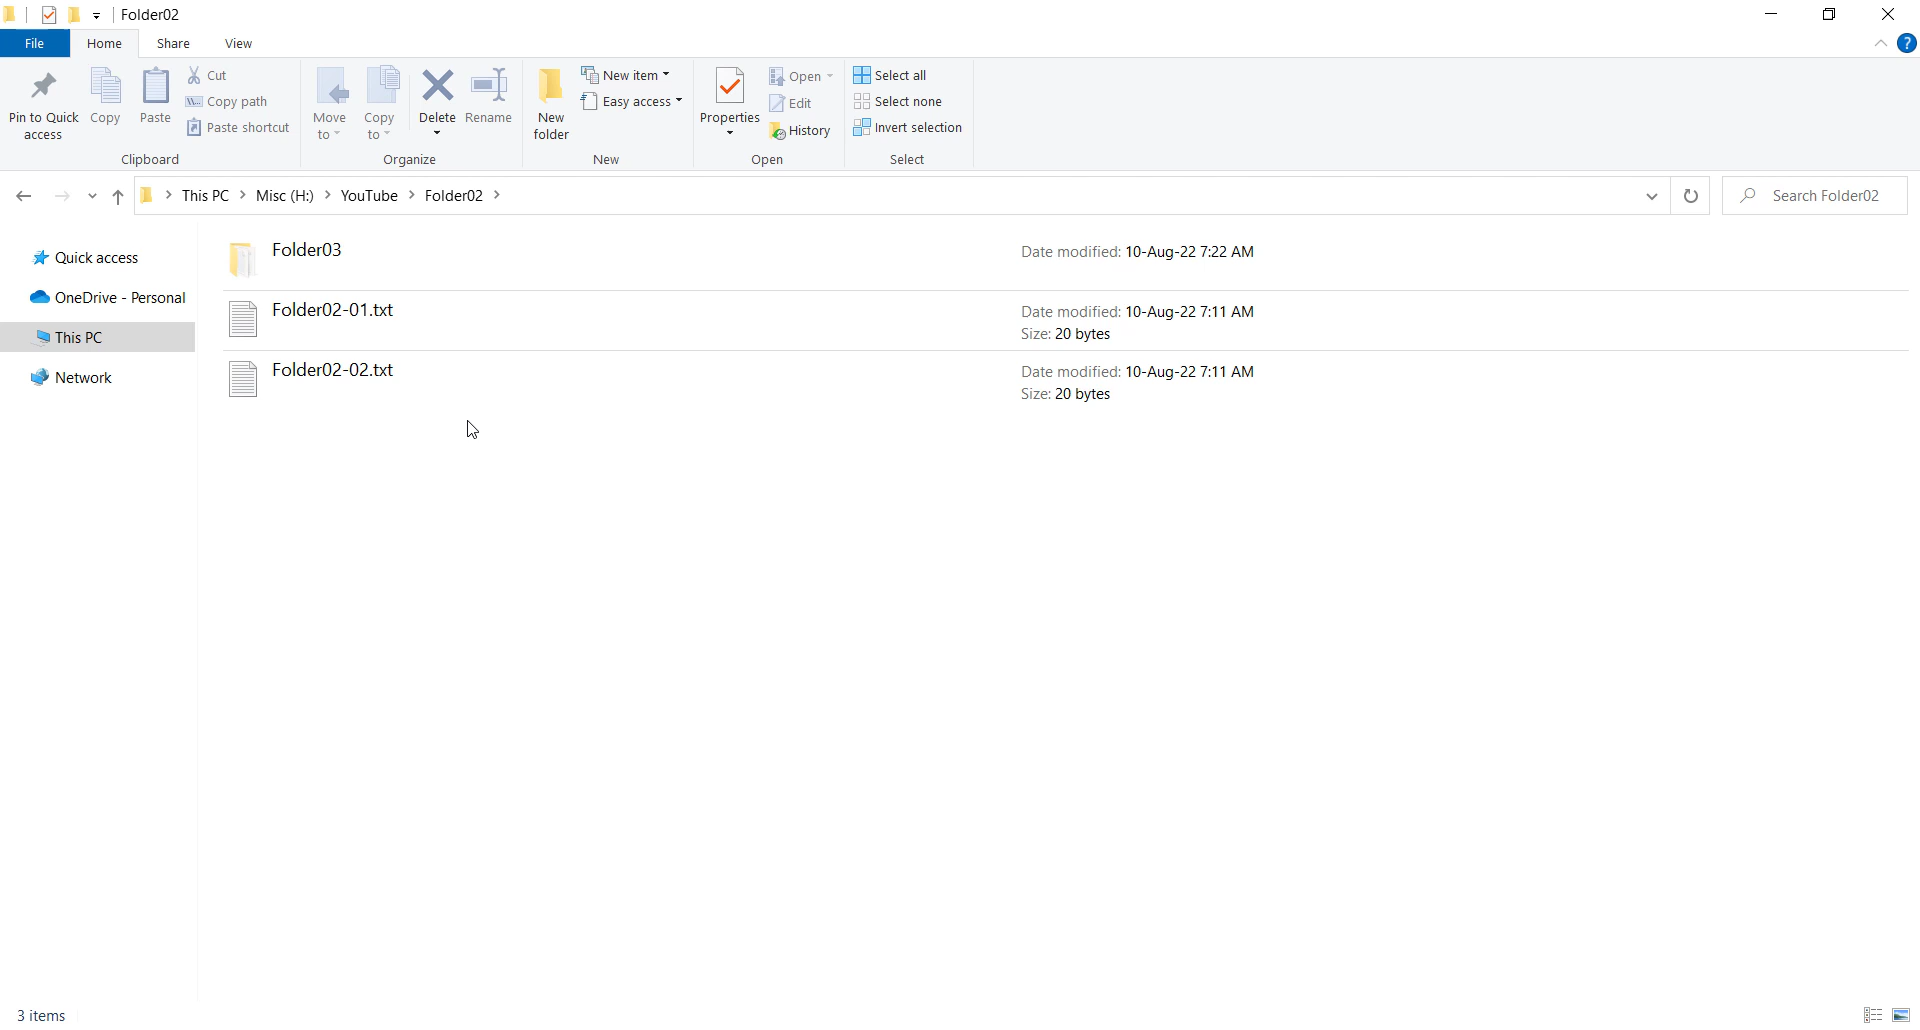 Folder02
File Home Share View
Pin to Quick access
Copy
Paste
Cut
Copy path
Paste shortcut
Clipboard
Move to
Copy to
Delete
Rename
Organize
New folder
New item
Easy access
New
Properties
Open
Edit
History
Open
Select all
Select none
Invert selection
Select
This PC > Misc (H:) > YouTube > Folder02 >
Search Folder02
Quick access
OneDrive - Personal
This PC
Network
Folder03 Date modified: 10-Aug-22 7:22 AM
Folder02-01.txt Date modified: 10-Aug-22 7:11 AM
Size: 20 bytes
Folder02-02.txt Date modified: 10-Aug-22 7:11 AM
Size: 20 bytes
3 items